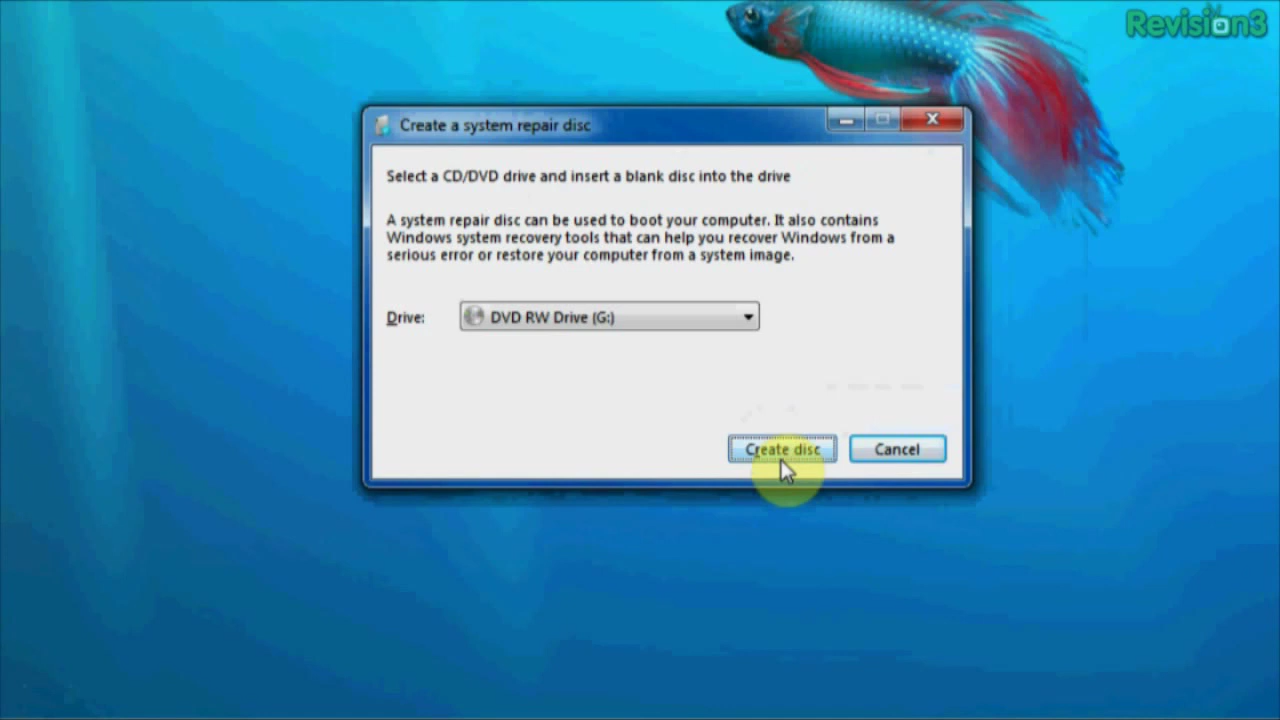 Revision3
Create a system repair disc
Select a CD/DVD drive and insert a blank disc into the drive
A system repair disc can be used to boot your computer. It also contains
Windows system recovery tools that can help you recover Windows from a
serious error or restore your computer from a system image.
Drive: DVD RW Drive (G:)
Create disc Cancel